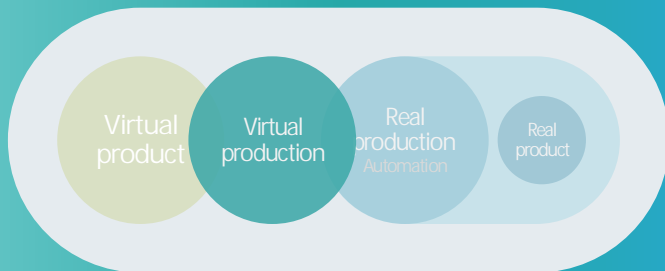 Virtual
product
Virtual
production
Real
production
Automation
Real
product